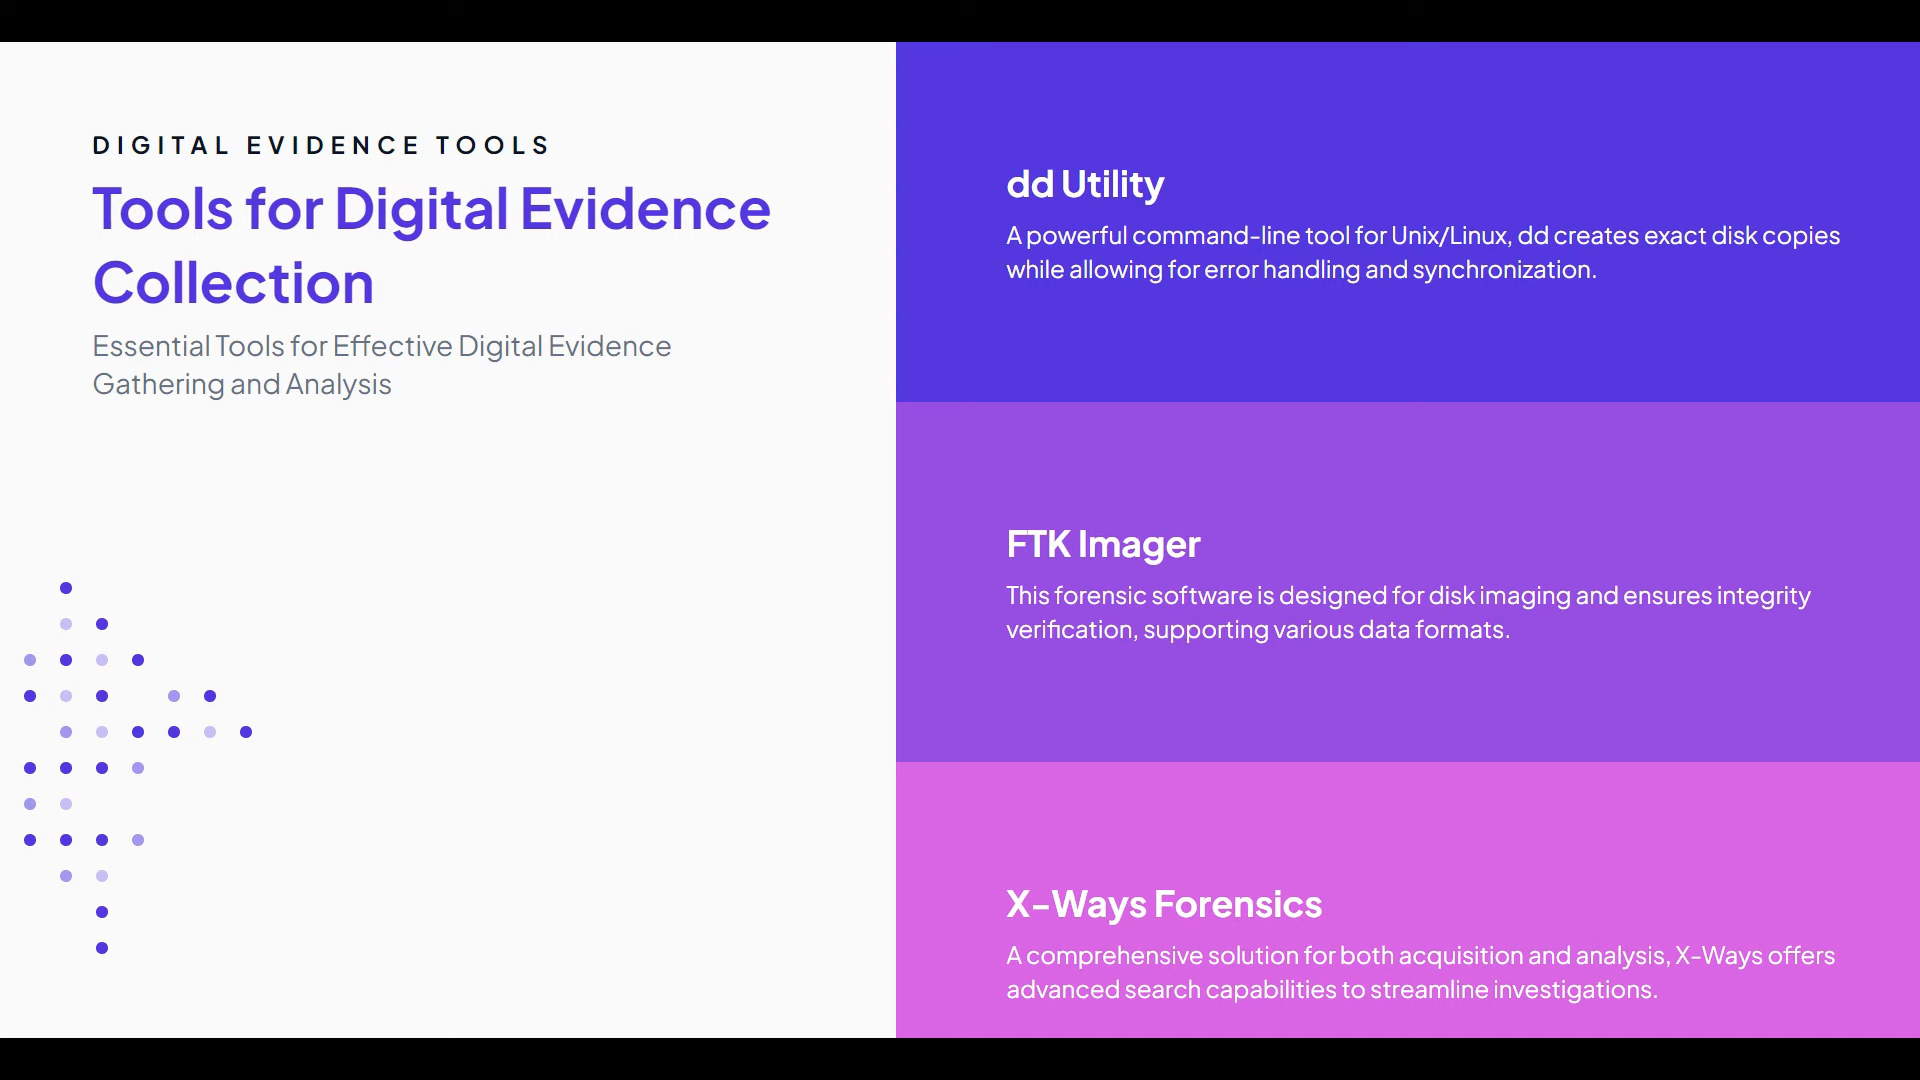 DIGITAL EVIDENCE TOOLS
Tools for Digital Evidence
Collection
Essential Tools for Effective Digital Evidence
Gathering and Analysis
dd Utility
A powerful command-line tool for Unix/Linux, dd creates exact disk copies
while allowing for error handling and synchronization.
FTK Imager
This forensic software is designed for disk imaging and ensures integrity
verification, supporting various data formats.
X-Ways Forensics
A comprehensive solution for both acquisition and analysis, X-Ways offers
advanced search capabilities to streamline investigations.